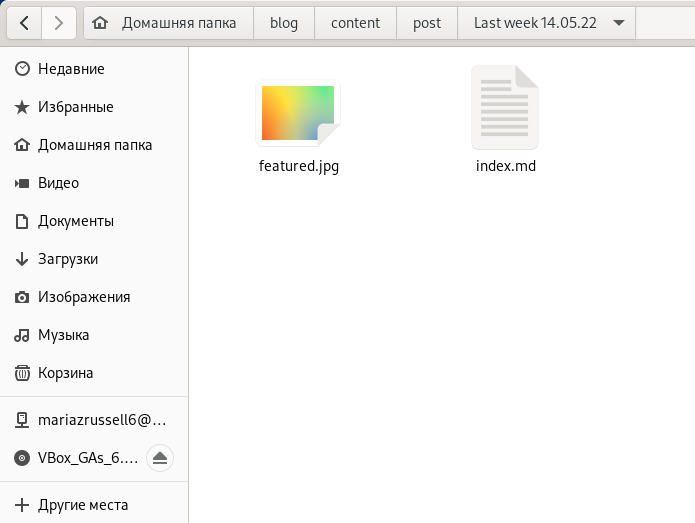 Домашняя папка blog content post Last week 14.05.22
Недавние
Избранные
Домашняя папка
Видео
Документы
Загрузки
Изображения
Музыка
Корзина
mariazrussell6@...
VBox_GAs_6....
Другие места
featured.jpg
index.md